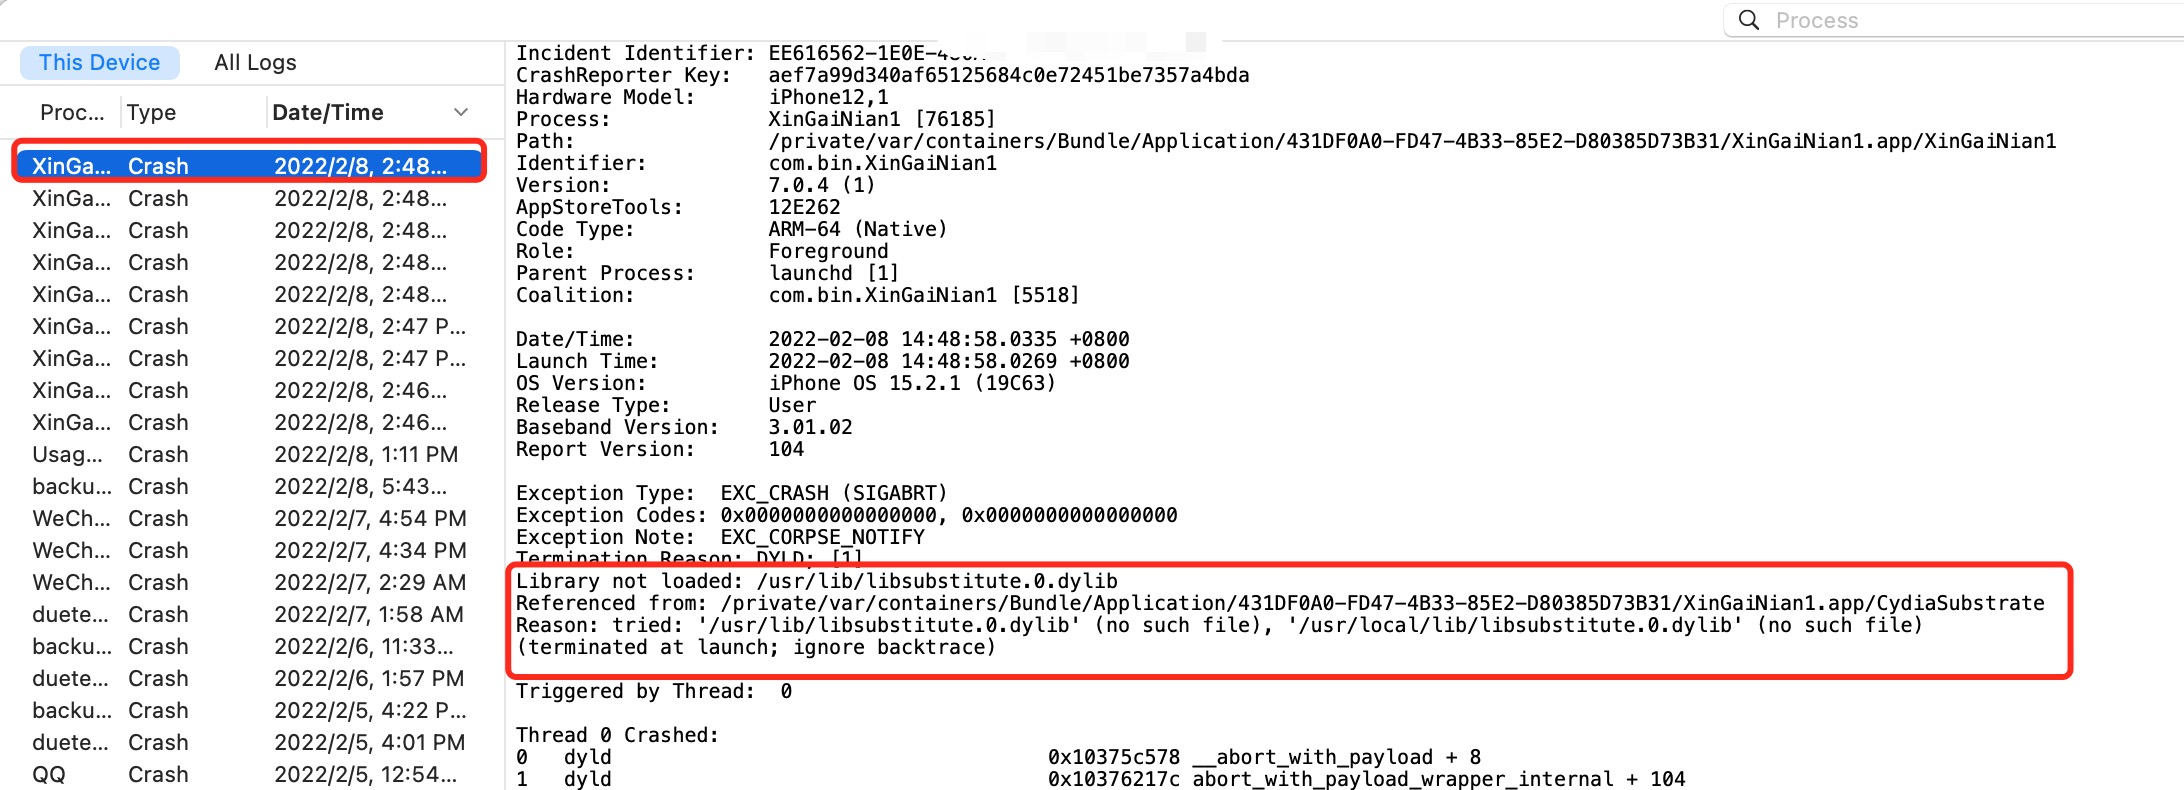 Process
This Device
All Logs
Proc...
Type
Date/Time
XinGa... Crash 2022/2/8, 2:48...
XinGa... Crash 2022/2/8, 2:48...
XinGa... Crash 2022/2/8, 2:48...
XinGa... Crash 2022/2/8, 2:48...
XinGa... Crash 2022/2/8, 2:48...
XinGa... Crash 2022/2/8, 2:47 P...
XinGa... Crash 2022/2/8, 2:47 P...
XinGa... Crash 2022/2/8, 2:46...
XinGa... Crash 2022/2/8, 2:46...
Usag... Crash 2022/2/8, 1:11 PM
backu... Crash 2022/2/8, 5:43...
WeCh... Crash 2022/2/7, 4:54 PM
WeCh... Crash 2022/2/7, 4:34 PM
WeCh... Crash 2022/2/7, 2:29 AM
duete... Crash 2022/2/7, 1:58 AM
backu... Crash 2022/2/6, 11:33...
duete... Crash 2022/2/6, 1:57 PM
backu... Crash 2022/2/5, 4:22 P...
duete... Crash 2022/2/5, 4:01 PM
QQ Crash 2022/2/5, 12:54...
Incident Identifier: EE616562-1E0E-
CrashReporter Key: aef7a99d340af65125684c0e72451be7357a4bda
Hardware Model: iPhone12,1
Process: XinGaiNian1 [76185]
Path: /private/var/containers/Bundle/Application/431DF0A0-FD47-4B33-85E2-D80385D73B31/XinGaiNian1.app/XinGaiNian1
Identifier: com.bin.XinGaiNian1
Version: 7.0.4 (1)
AppStoreTools: 12E262
Code Type: ARM-64 (Native)
Role: Foreground
Parent Process: launchd [1]
Coalition: com.bin.XinGaiNian1 [5518]
Date/Time: 2022-02-08 14:48:58.0335 +0800
Launch Time: 2022-02-08 14:48:58.0269 +0800
OS Version: iPhone OS 15.2.1 (19C63)
Release Type: User
Baseband Version: 3.01.02
Report Version: 104
Exception Type: EXC_CRASH (SIGABRT)
Exception Codes: 0x0000000000000000, 0x0000000000000000
Exception Note: EXC_CORPSE_NOTIFY
Termination Reason: DYLD; [1]
Library not loaded: /usr/lib/libsubstitute.0.dylib
Referenced from: /private/var/containers/Bundle/Application/431DF0A0-FD47-4B33-85E2-D80385D73B31/XinGaiNian1.app/CydiaSubstrate
Reason: tried: '/usr/lib/libsubstitute.0.dylib' (no such file), '/usr/local/lib/libsubstitute.0.dylib' (no such file)
(terminated at launch; ignore backtrace)
Triggered by Thread: 0
Thread 0 Crashed:
0 dyld 0x10375c578 __abort_with_payload + 8
1 dyld 0x10376217c abort_with_payload_wrapper_internal + 104